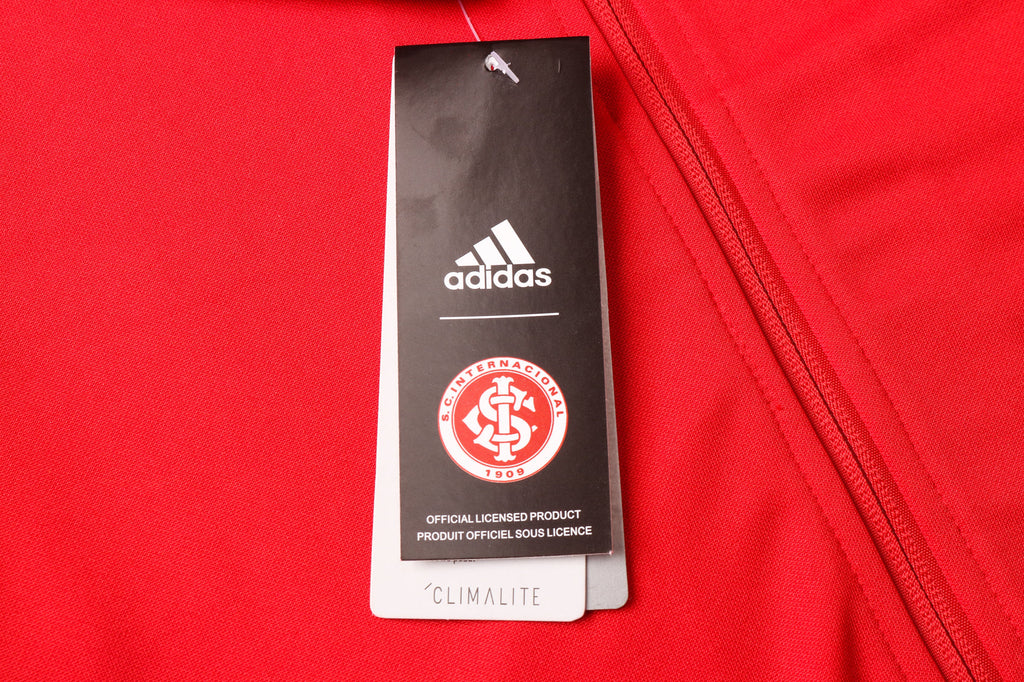 adidas
S.C. INTERNACIONAL
1909
OFFICIAL LICENSED PRODUCT
PRODUIT OFFICIEL SOUS LICENCE
CLIMALITE